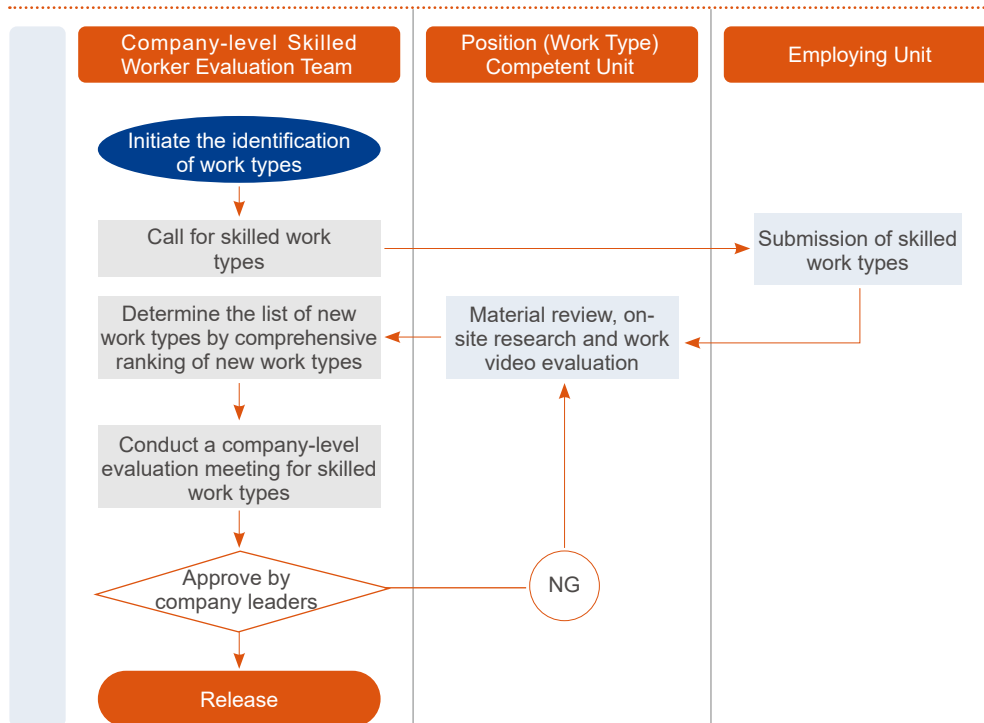 Company-level Skilled
Worker Evaluation Team
Position (Work Type)
Competent Unit
Employing Unit
Initiate the identification
of work types
Call for skilled work
types
Submission of skilled
work types
Determine the list of new
work types by comprehensive
ranking of new work types
Material review, on-
site research and work
video evaluation
Conduct a company-level
evaluation meeting for skilled
work types
Approve by
company leaders
NG
Release